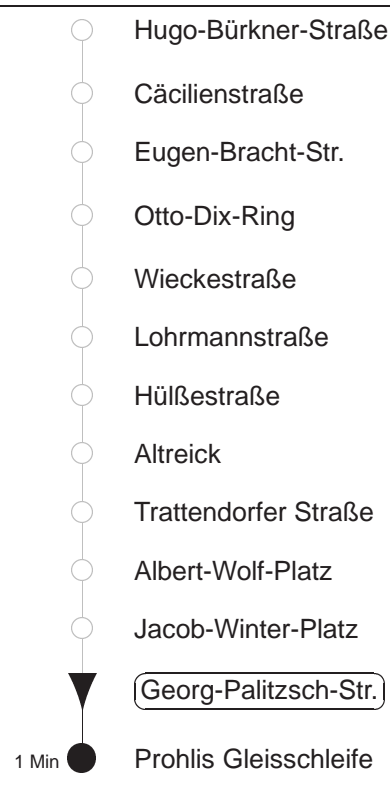 Hugo-Bürkner-Straße
Cäcilienstraße
Eugen-Bracht-Str.
Otto-Dix-Ring
Wieckestraße
Lohrmannstraße
Hülßestraße
Altreick
Trattendorfer Straße
Albert-Wolf-Platz
Jacob-Winter-Platz
Georg-Palitzsch-Str.
1 Min Prohlis Gleisschleife